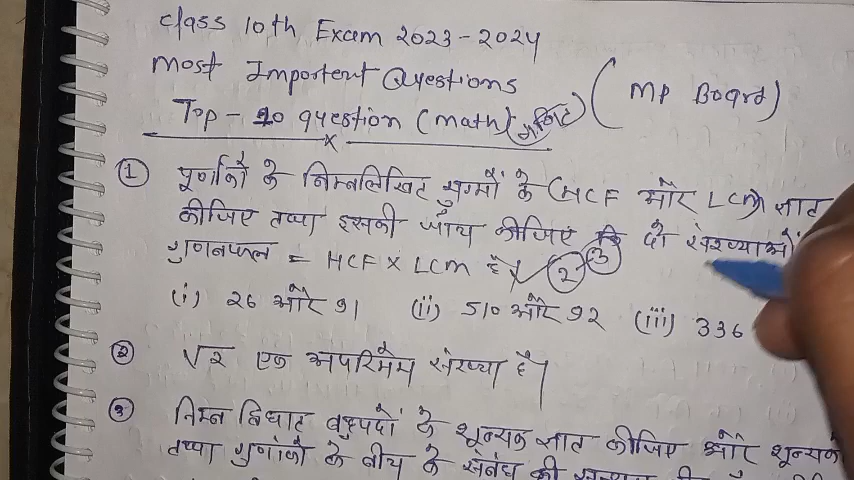 Class 10th Exam 2023-2024
Most Importent Questions
(MP Board)
Top - 20 question (math) गणित
① पूर्णांकों के निम्नलिखित युग्मों के (HCF और LCM) ज्ञात
कीजिए तथा इसकी जाँच कीजिए कि दो संख्याओं
गुणनफल = HCF X LCM है। ② ③
(i) 26 और 91 (ii) 510 और 92 (iii) 336
② √2 एक अपरिमेय संख्या है।
③ निम्न द्विघात बहुपदों के शून्यक ज्ञात कीजिए और शून्यकों
तथा गुणांकों के बीच के संबंध की